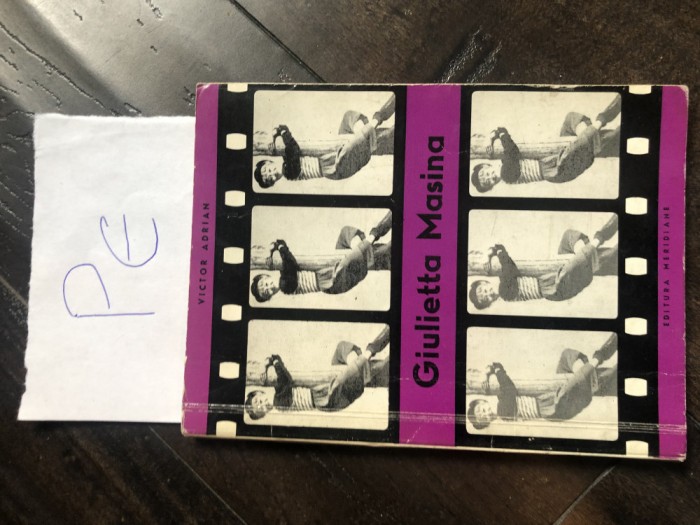 PE
VICTOR ADRIAN
Giulietta Masina
EDITURA MERIDIANE